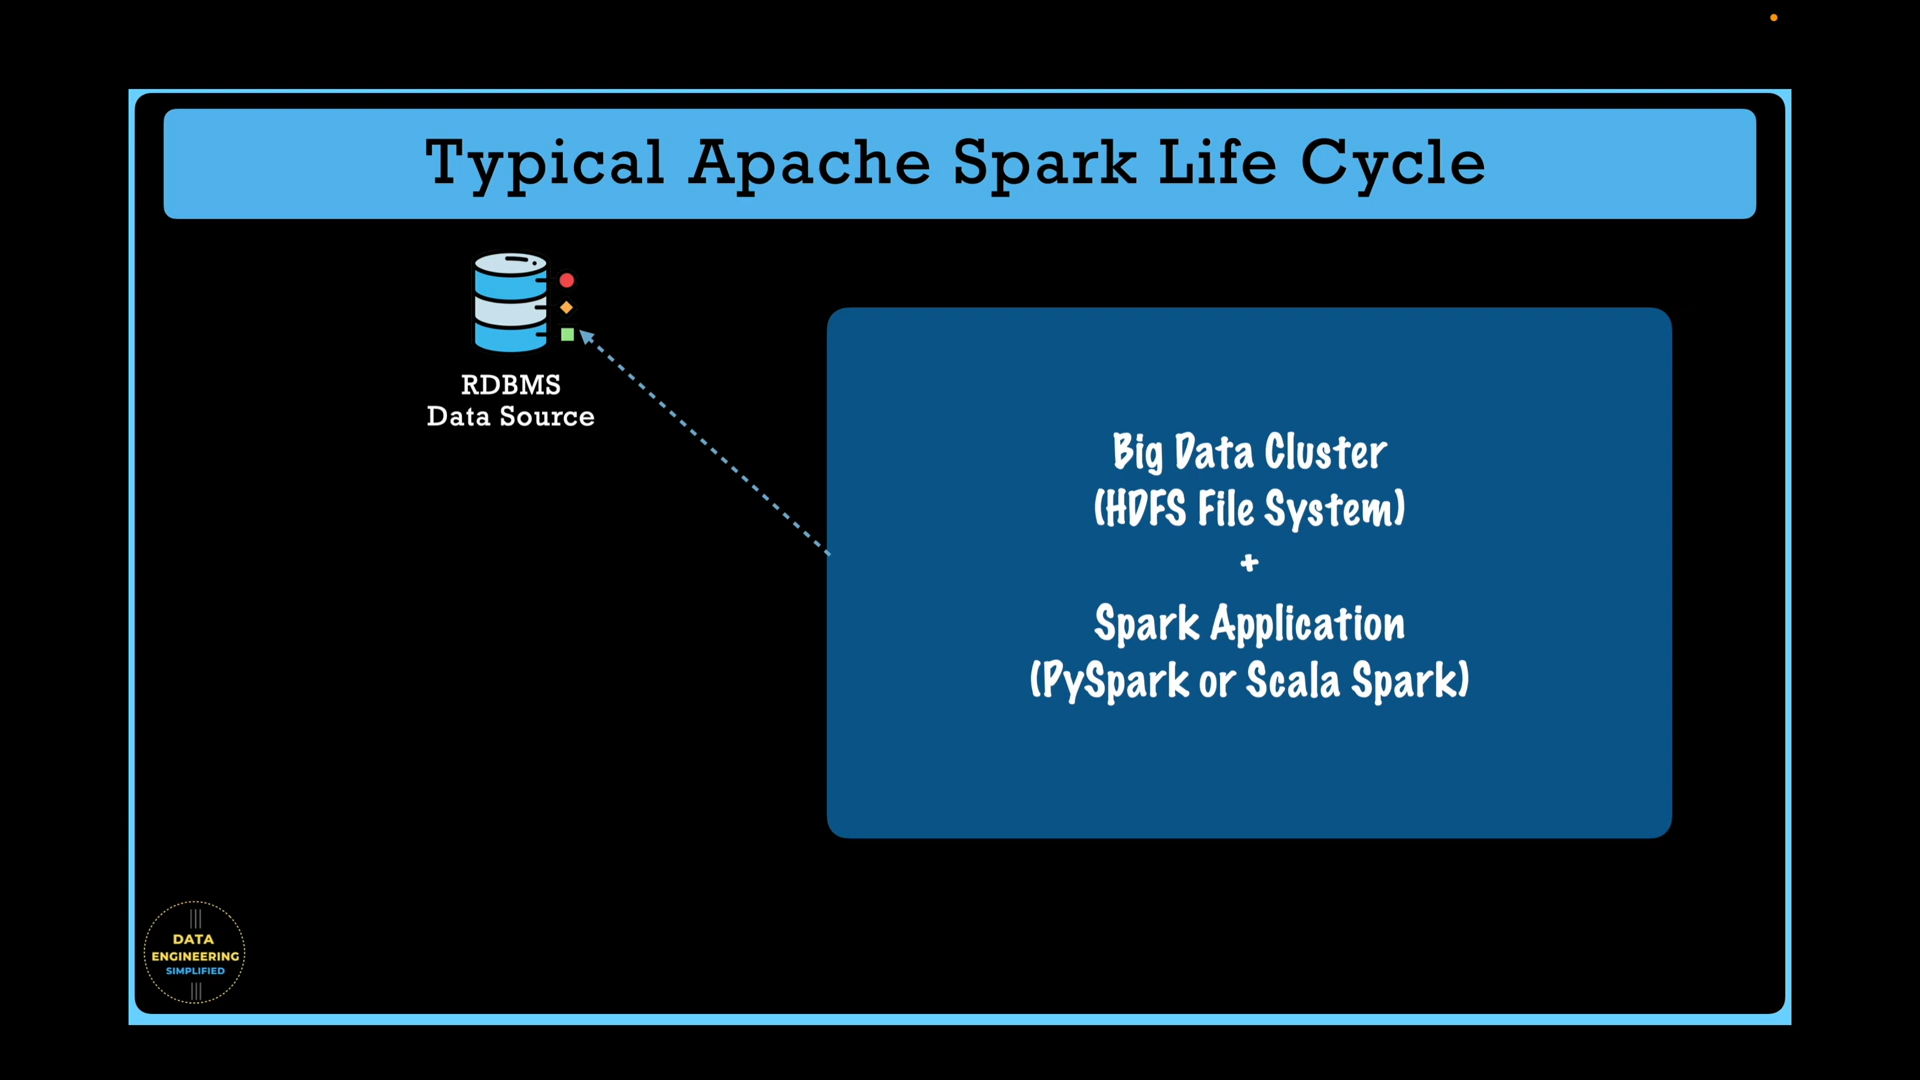 Typical Apache Spark Life Cycle
RDBMS
Data Source
Big Data Cluster
(HDFS File System)
+
Spark Application
(PySpark or Scala Spark)
DATA
ENGINEERING
SIMPLIFIED